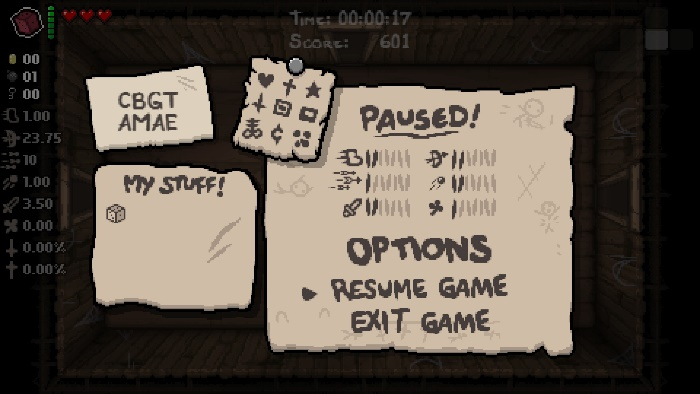 TIME: 00:00:17
SCORE: 601
00
01
00
1.00
23.75
10
1.00
3.50
0.00
0.00%
0.00%
CBGT
AMAE
MY STUFF!
PAUSED!
OPTIONS
RESUME GAME
EXIT GAME